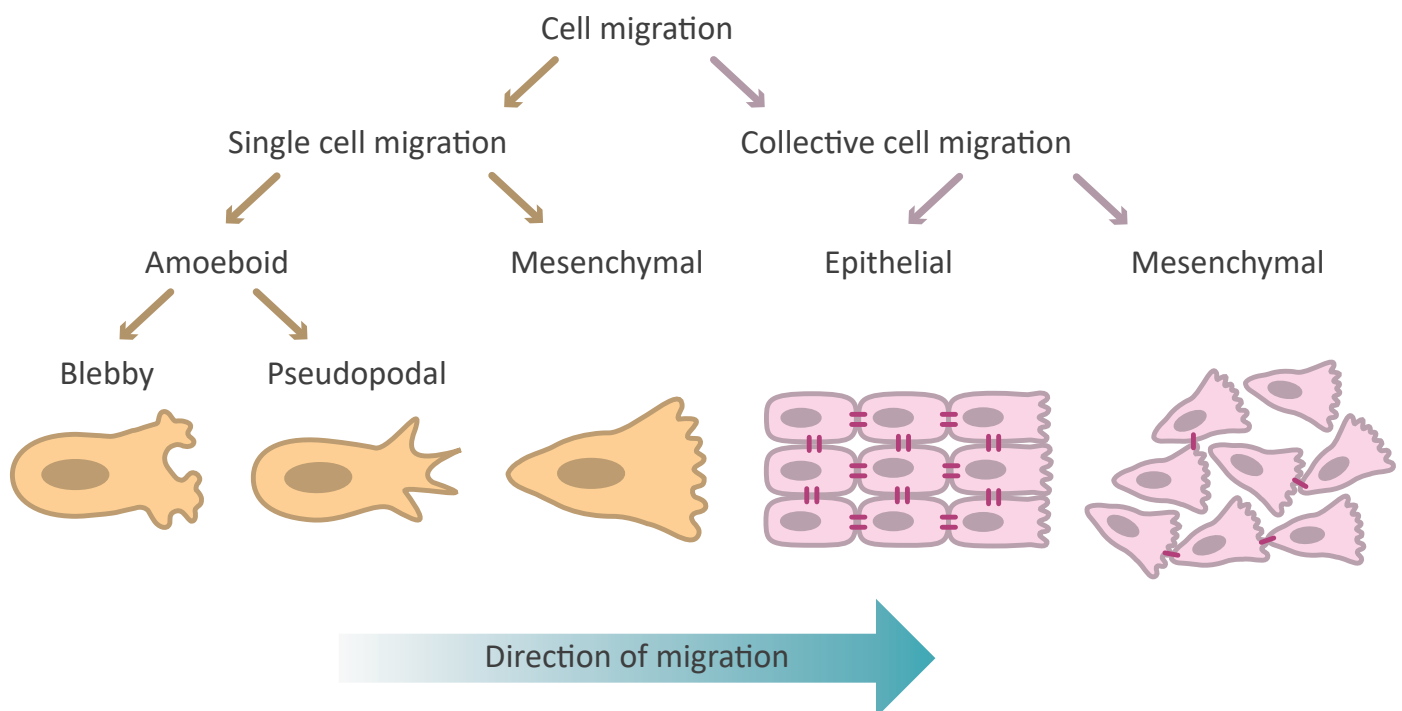 Cell migration
Single cell migration
Collective cell migration
Amoeboid
Mesenchymal
Epithelial
Mesenchymal
Blebby
Pseudopodal
Direction of migration